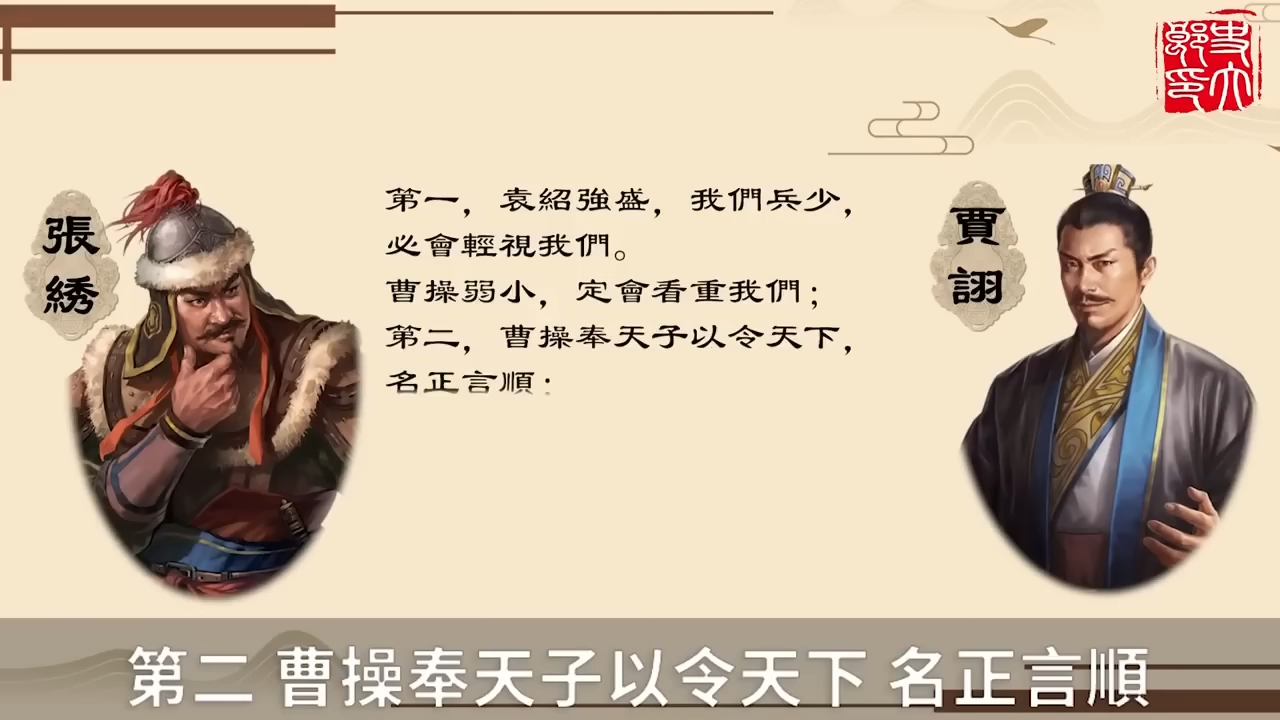 張綉
第一，袁紹強盛，我們兵少，
必會輕視我們。
曹操弱小，定會看重我們；
第二，曹操奉天子以令天下，
名正言順：
賈詡
第二 曹操奉天子以令天下 名正言順